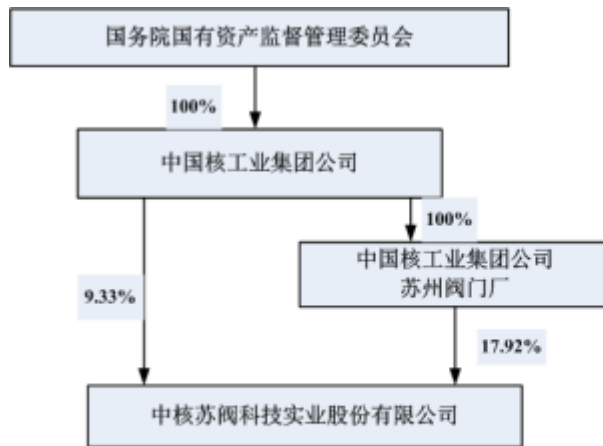 国务院国有资产监督管理委员会
100%
中国核工业集团公司
100%
中国核工业集团公司
苏州阀门厂
9.33%
17.92%
中核苏阀科技实业股份有限公司